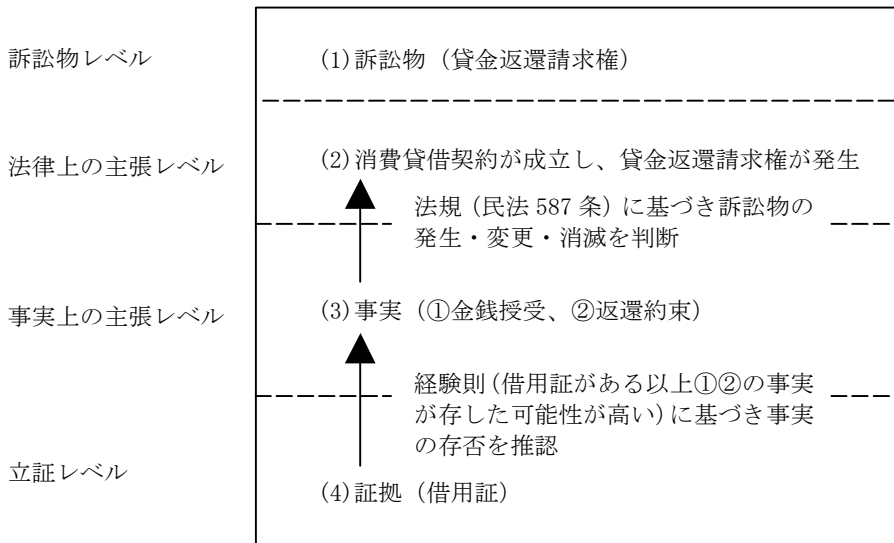 訴訟物レベル
(1)訴訟物（貸金返還請求権）
法律上の主張レベル
(2)消費貸借契約が成立し、貸金返還請求権が発生
法規（民法 587 条）に基づき訴訟物の
発生・変更・消滅を判断
事実上の主張レベル
(3)事実（①金銭授受、②返還約束）
経験則(借用証がある以上①②の事実
が存した可能性が高い)に基づき事実
の存否を推認
立証レベル
(4)証拠（借用証）